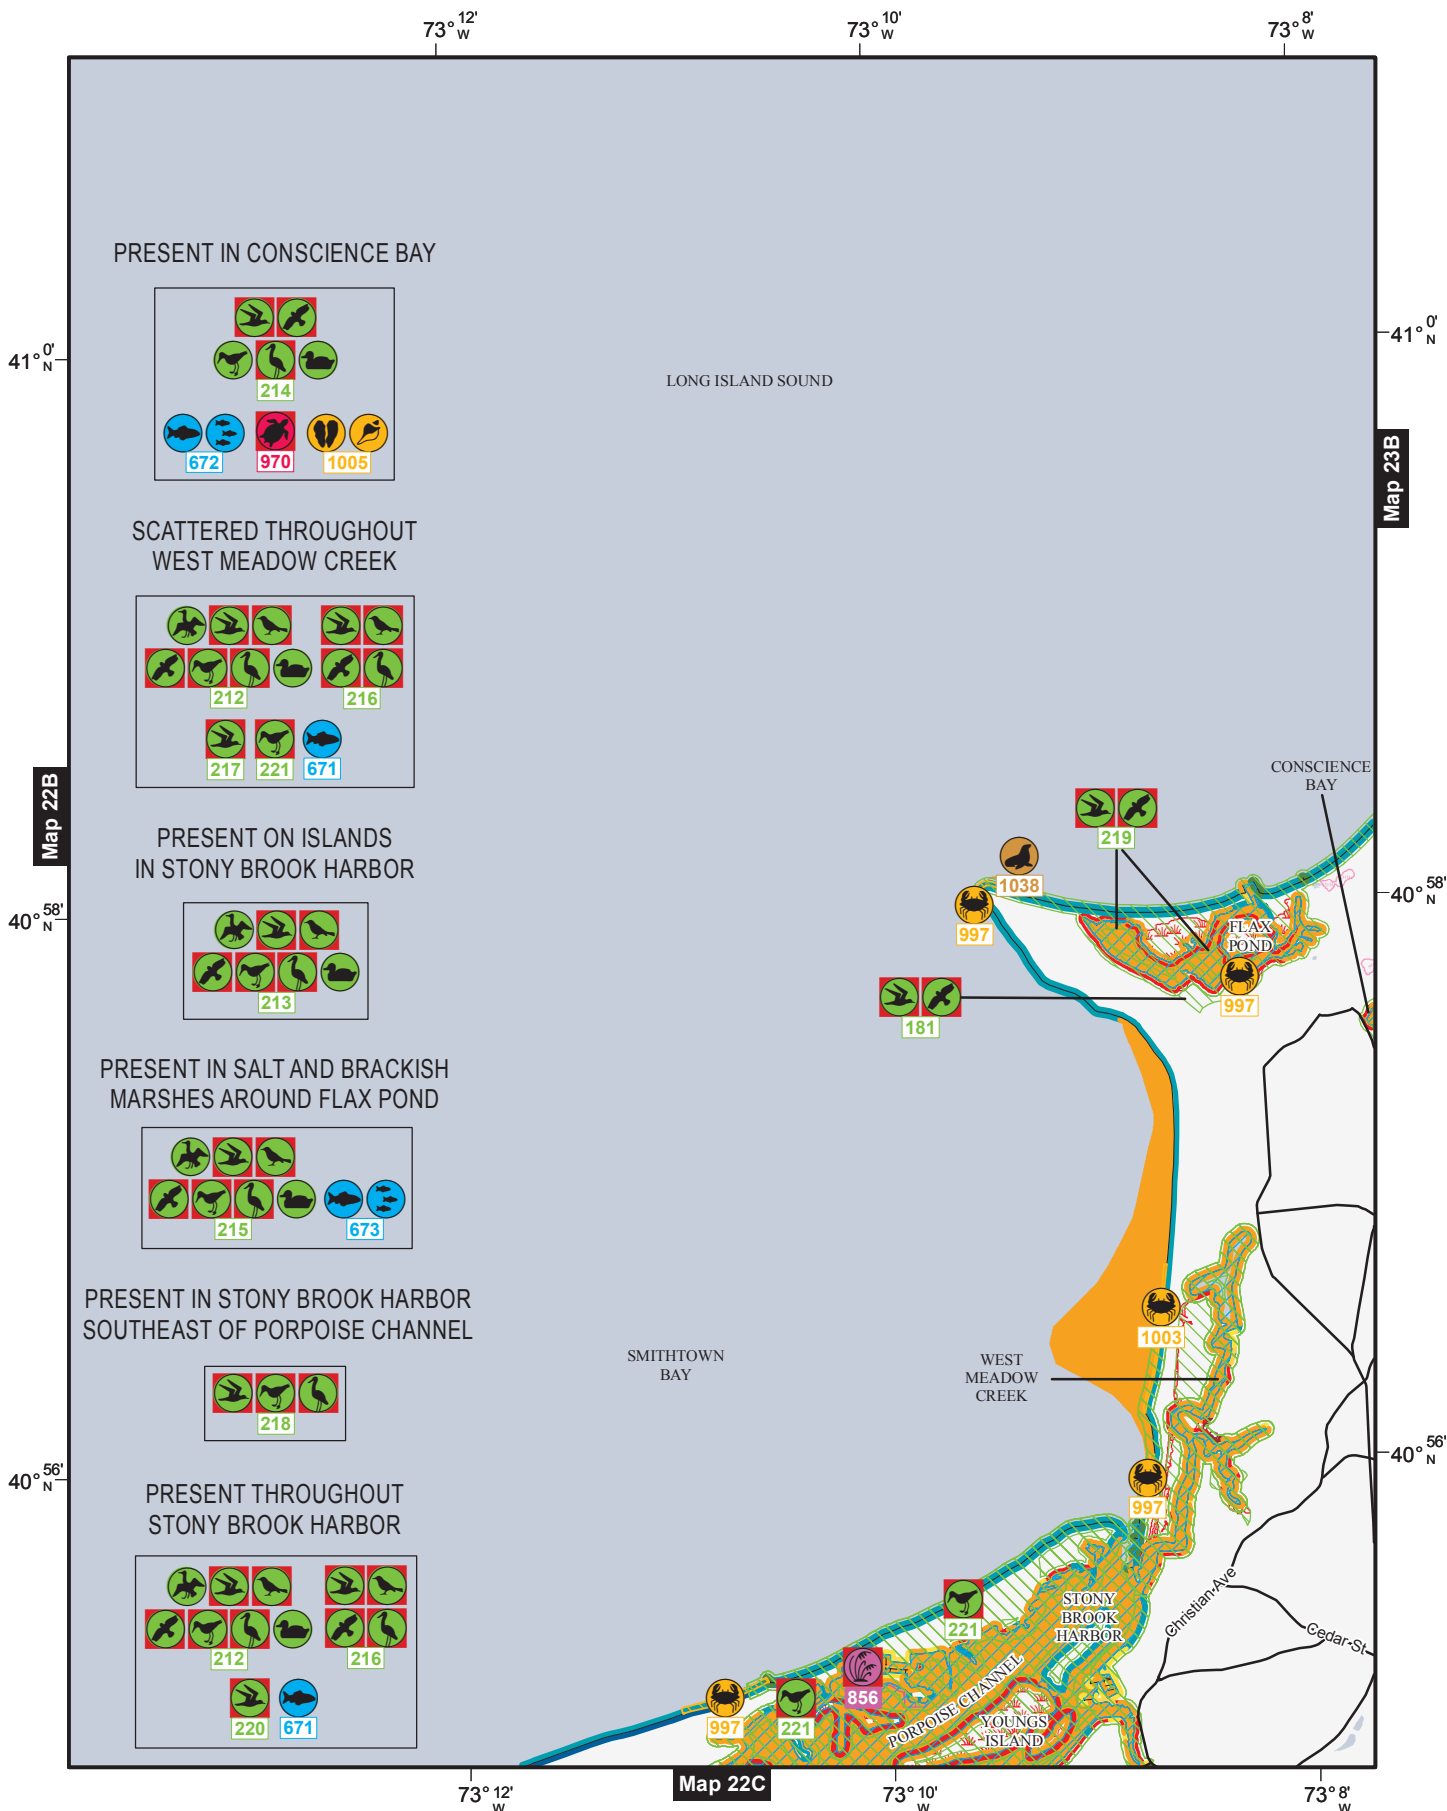 73° 12' W
73° 10' W
73° 8' W
PRESENT IN CONSCIENCE BAY
214
672
970
1005
41° 0' N
41° 0' N
LONG ISLAND SOUND
Map 23B
SCATTERED THROUGHOUT
WEST MEADOW CREEK
212
216
217
221
671
Map 22B
CONSCIENCE
BAY
PRESENT ON ISLANDS
IN STONY BROOK HARBOR
213
219
1038
997
FLAX
POND
997
181
40° 58' N
40° 58' N
PRESENT IN SALT AND BRACKISH
MARSHES AROUND FLAX POND
215
673
PRESENT IN STONY BROOK HARBOR
SOUTHEAST OF PORPOISE CHANNEL
218
SMITHTOWN
BAY
1003
WEST
MEADOW
CREEK
40° 56' N
40° 56' N
997
PRESENT THROUGHOUT
STONY BROOK HARBOR
212
216
220
671
221
STONY
BROOK
HARBOR
Christian Ave
Cedar St
856
997
221
PORPOISE CHANNEL
YOUNGS
ISLAND
Map 22C
73° 12' W
73° 10' W
73° 8' W